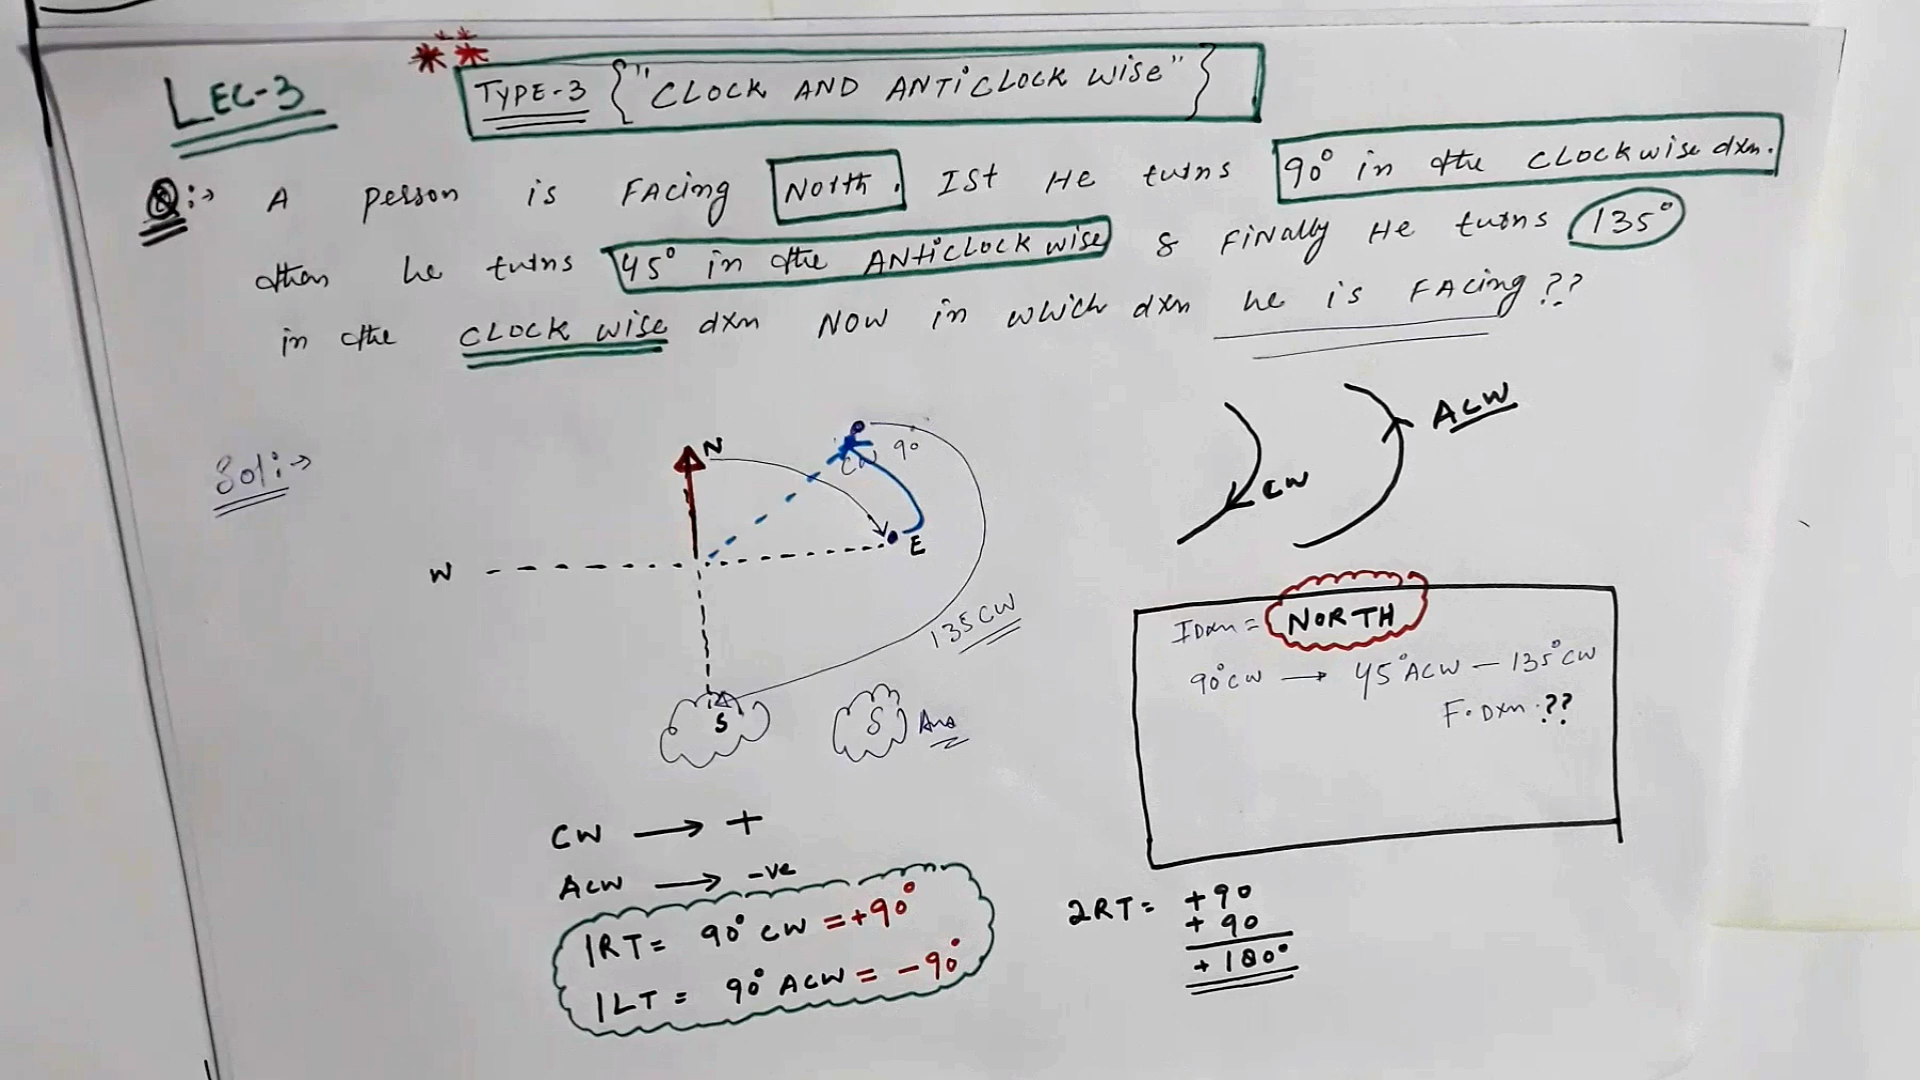 LEC-3
TYPE-3 {"CLOCK AND ANTiCLOCK wise"}
Q:→ A person is FAcing North. Ist He turns 90° in the clockwise dxn.
then he turns 45° in the ANTiclock wise & FiNally He turns 135°
in the CLOCK wise dxn Now in which dxn he is FAcing??
Sol:→
N
CW 90°
E
W
135 CW
S
S Ans
CW
ACW
IDxn = NORTH
90°CW → 45°ACW — 135°CW
F. Dxn. ??
CW → +
ACW → -ve
1RT = 90° CW = +90°
1LT = 90° ACW = -90°
2RT = +90
+ 90
+ 180°